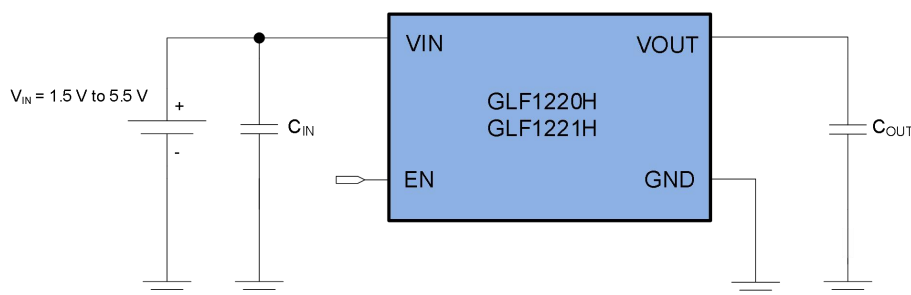 VIN
VOUT
V_IN = 1.5 V to 5.5 V
+
-
C_IN
GLF1220H
GLF1221H
C_OUT
EN
GND